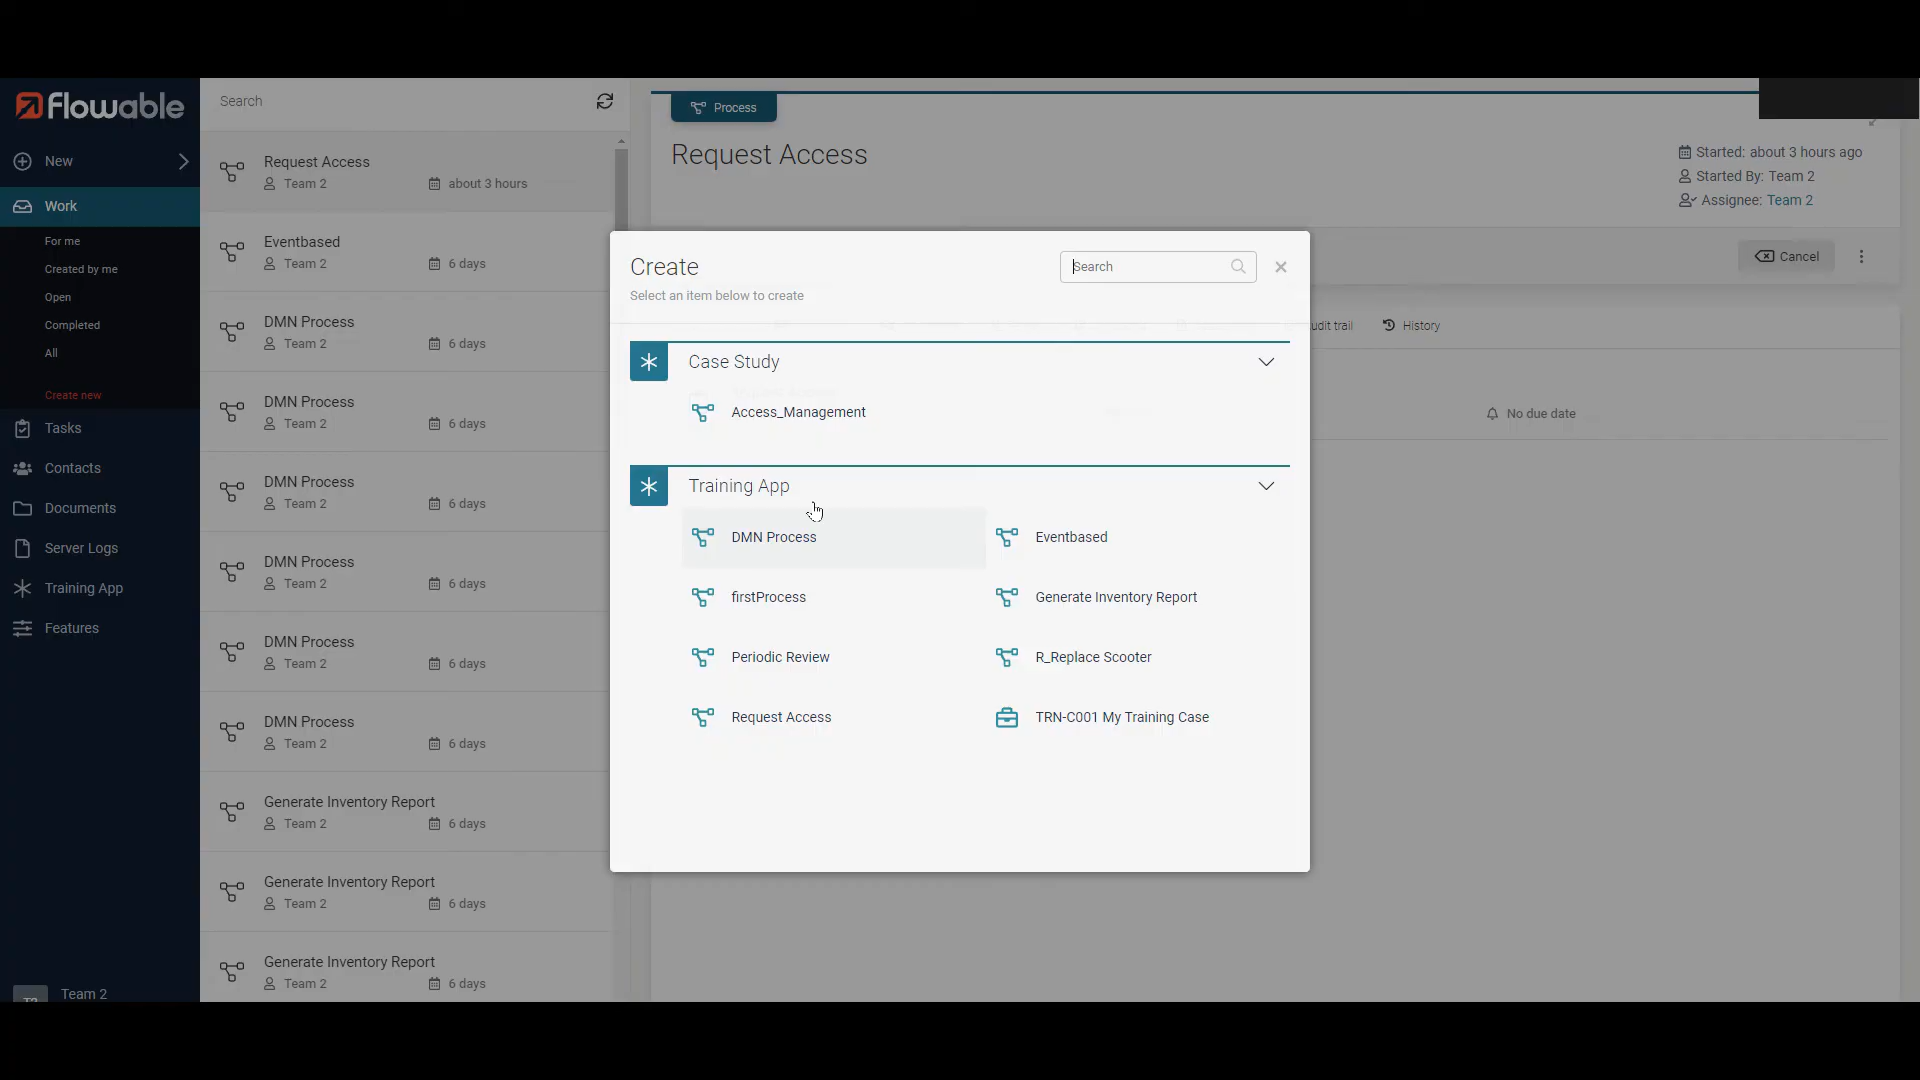 flowable
New
Work
For me
Created by me
Open
Completed
All
Create new
Tasks
Contacts
Documents
Server Logs
Training App
Features
Team 2
Search
Request Access
Team 2 about 3 hours
Eventbased
Team 2 6 days
DMN Process
Team 2 6 days
DMN Process
Team 2 6 days
DMN Process
Team 2 6 days
DMN Process
Team 2 6 days
DMN Process
Team 2 6 days
DMN Process
Team 2 6 days
Generate Inventory Report
Team 2 6 days
Generate Inventory Report
Team 2 6 days
Generate Inventory Report
Team 2 6 days
Process
Request Access
Started: about 3 hours ago
Started By: Team 2
Assignee: Team 2
Cancel
History
No due date
Create
Search
Select an item below to create
Case Study
Access_Management
Training App
DMN Process Eventbased
firstProcess Generate Inventory Report
Periodic Review R_Replace Scooter
Request Access TRN-C001 My Training Case